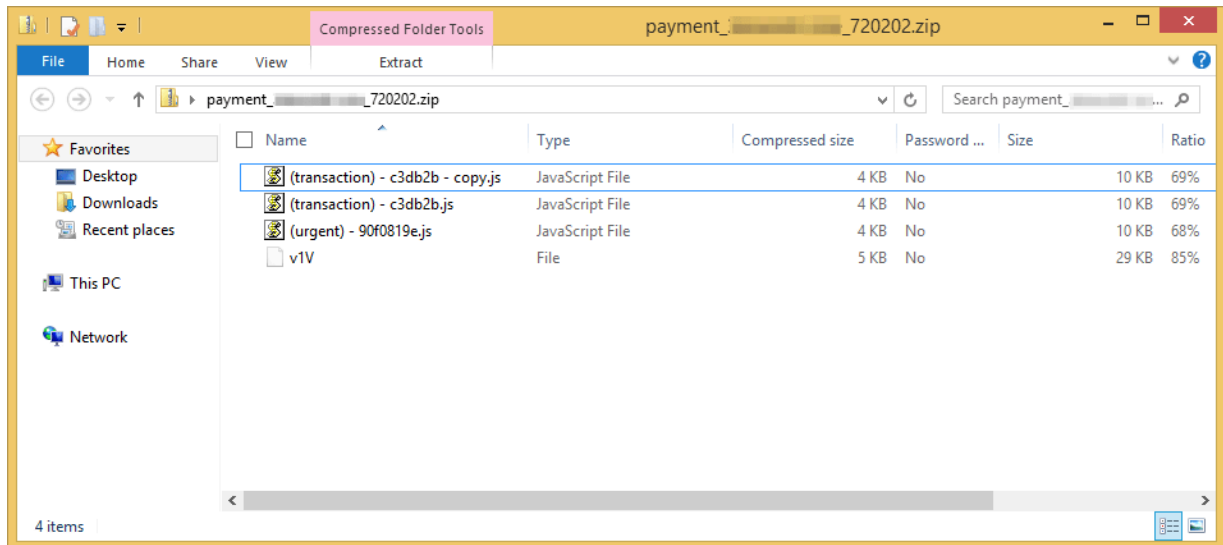 Compressed Folder Tools
payment_ _720202.zip
File Home Share View Extract
payment_ _720202.zip
Search payment_ ...
Name Type Compressed size Password ... Size Ratio
Favorites
Desktop
Downloads
Recent places
This PC
Network
(transaction) - c3db2b - copy.js JavaScript File 4 KB No 10 KB 69%
(transaction) - c3db2b.js JavaScript File 4 KB No 10 KB 69%
(urgent) - 90f0819e.js JavaScript File 4 KB No 10 KB 68%
v1V File 5 KB No 29 KB 85%
4 items